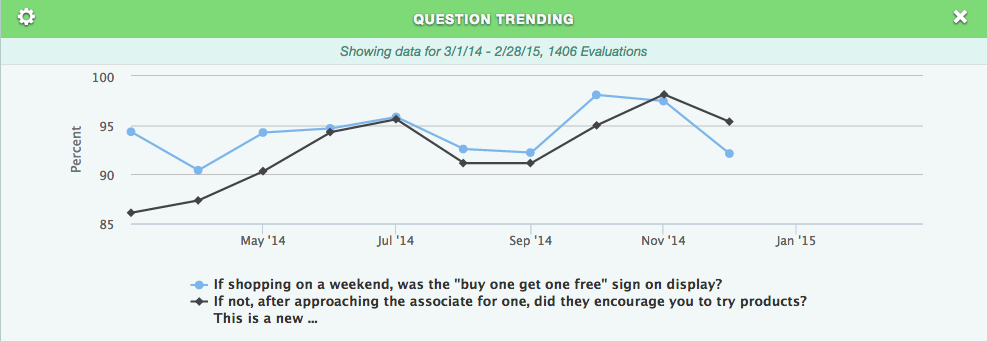 QUESTION TRENDING
Showing data for 3/1/14 - 2/28/15, 1406 Evaluations
100
95
90
85
Percent
May '14
Jul '14
Sep '14
Nov '14
Jan '15
If shopping on a weekend, was the "buy one get one free" sign on display?
If not, after approaching the associate for one, did they encourage you to try products?
This is a new ...